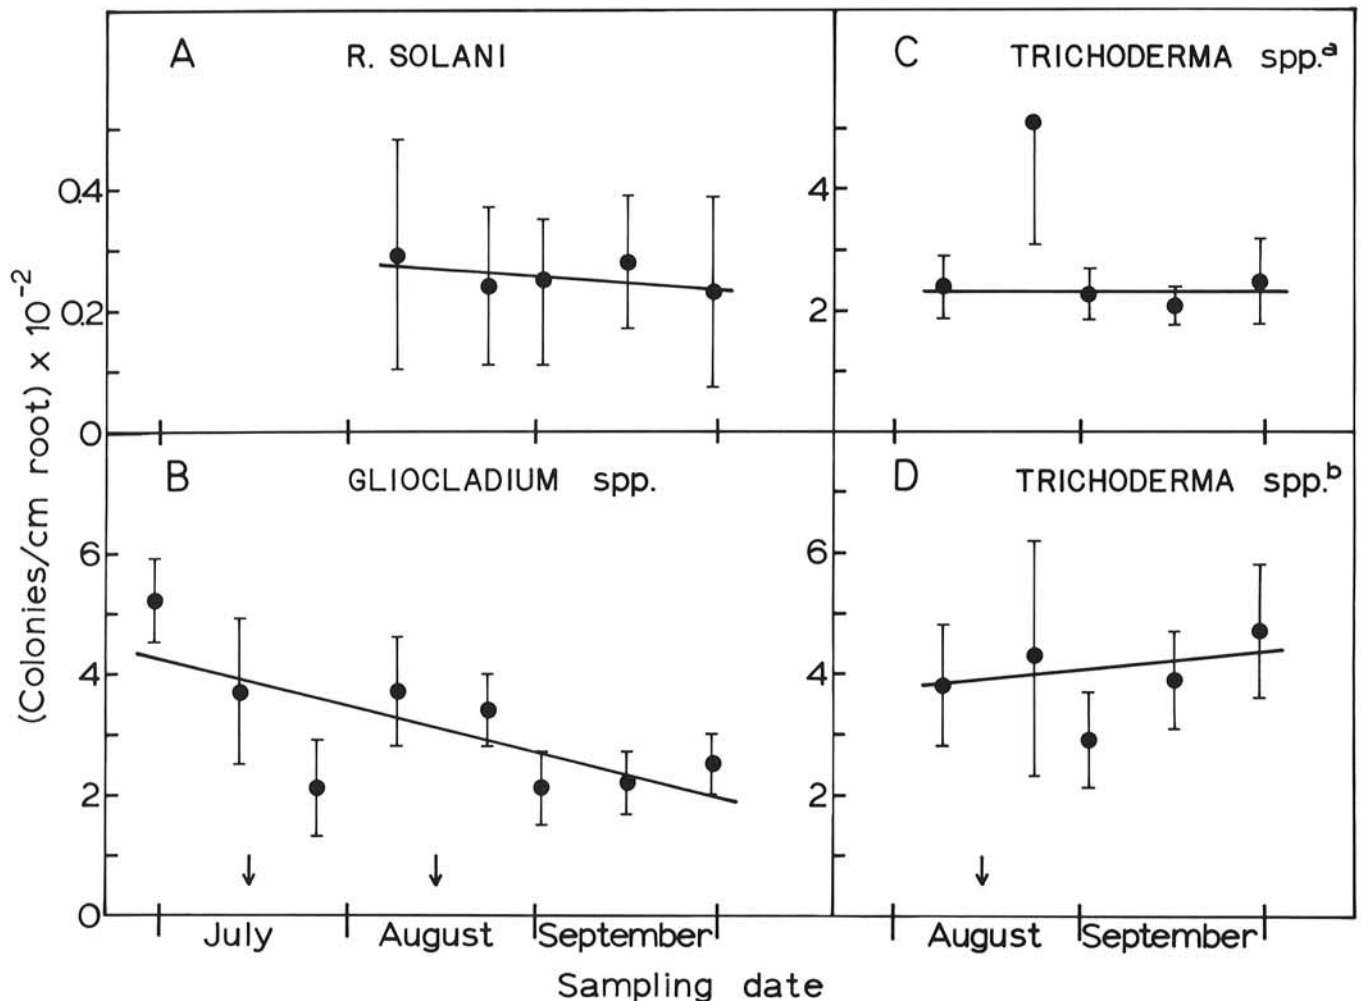 A R. SOLANI
C TRICHODERMA spp.a
0.4
0.2
0
4
2
B GLIOCLADIUM spp.
D TRICHODERMA spp.b
6
4
2
0
6
4
2
(Colonies/cm root) x 10-2
July August September
August September
Sampling date